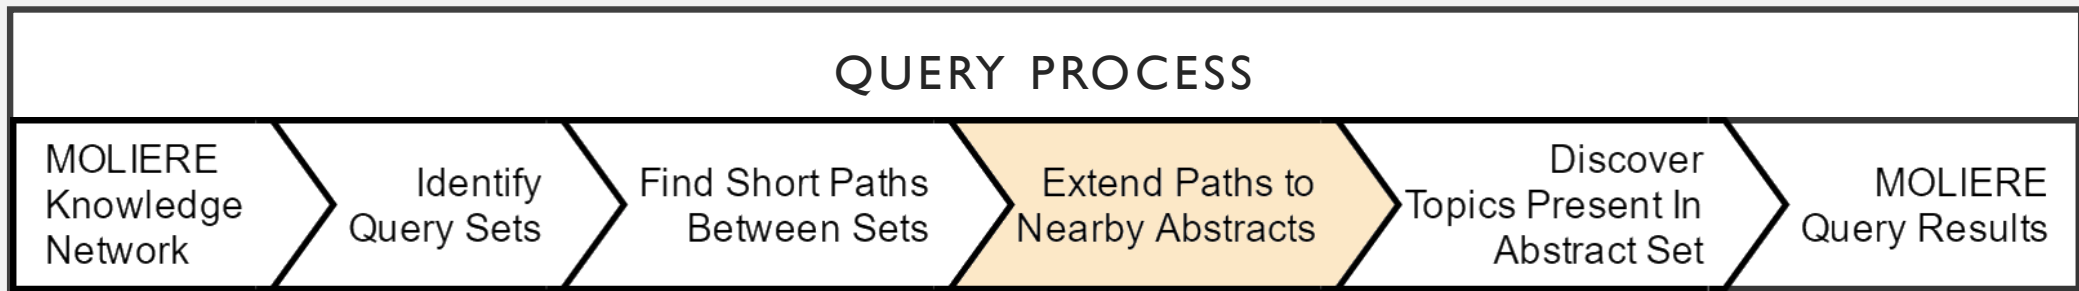 QUERY PROCESS
MOLIERE
Knowledge
Network
Identify
Query Sets
Find Short Paths
Between Sets
Extend Paths to
Nearby Abstracts
Discover
Topics Present In
Abstract Set
MOLIERE
Query Results